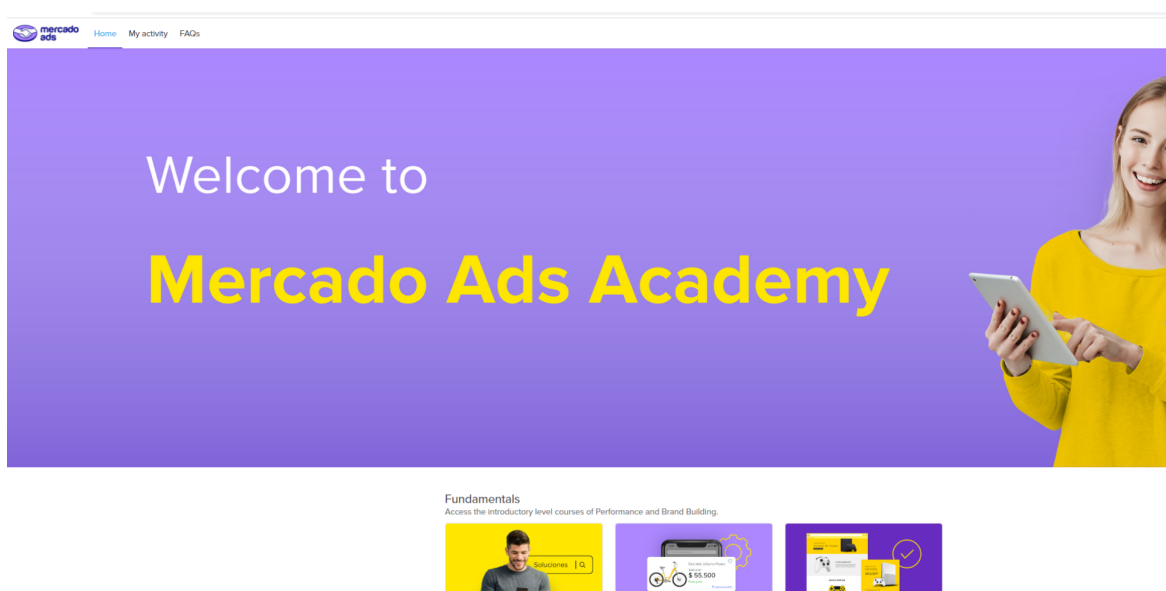 mercado
ads
Home My activity FAQs
Welcome to
Mercado Ads Academy
Fundamentals
Access the introductory level courses of Performance and Brand Building.
Soluciones
$ 55.500